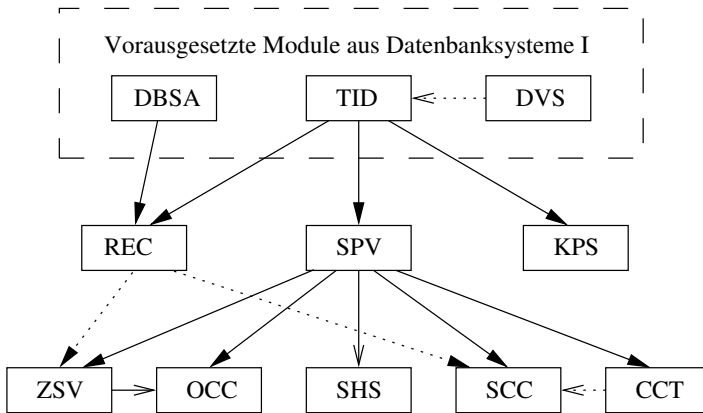 Vorausgesetzte Module aus Datenbanksysteme I
DBSA TID DVS
REC SPV KPS
ZSV OCC SHS SCC CCT